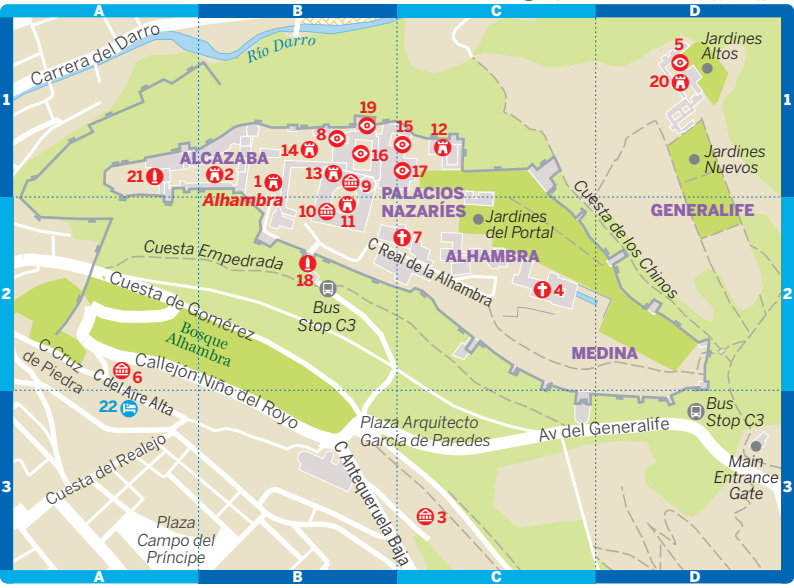 A
B
C
D
Carrera del Darro
Río Darro
5
Jardines
Altos
20
1
1
19
8
15
12
14
16
ALCAZABA
Jardines
Nuevos
21
2
1
13
9
17
Alhambra
PALACIOS
NAZARÍES
10
11
Cuesta de los Chinos
GENERALIFE
Jardines
del Portal
7
Cuesta Empedrada
C Real de la Alhambra
ALHAMBRA
18
4
2
2
Bus
Stop C3
Cuesta de Gomérez
Bosque
Alhambra
MEDINA
C Cruz
de Piedra
6
C del Aire Alta
Callejón Niño del Royo
22
Plaza Arquitecto
García de Paredes
Av del Generalife
Bus
Stop C3
Cuesta del Realejo
C Antequeruela Baja
Main
Entrance
Gate
3
3
3
Plaza
Campo del
Príncipe
A
B
C
D